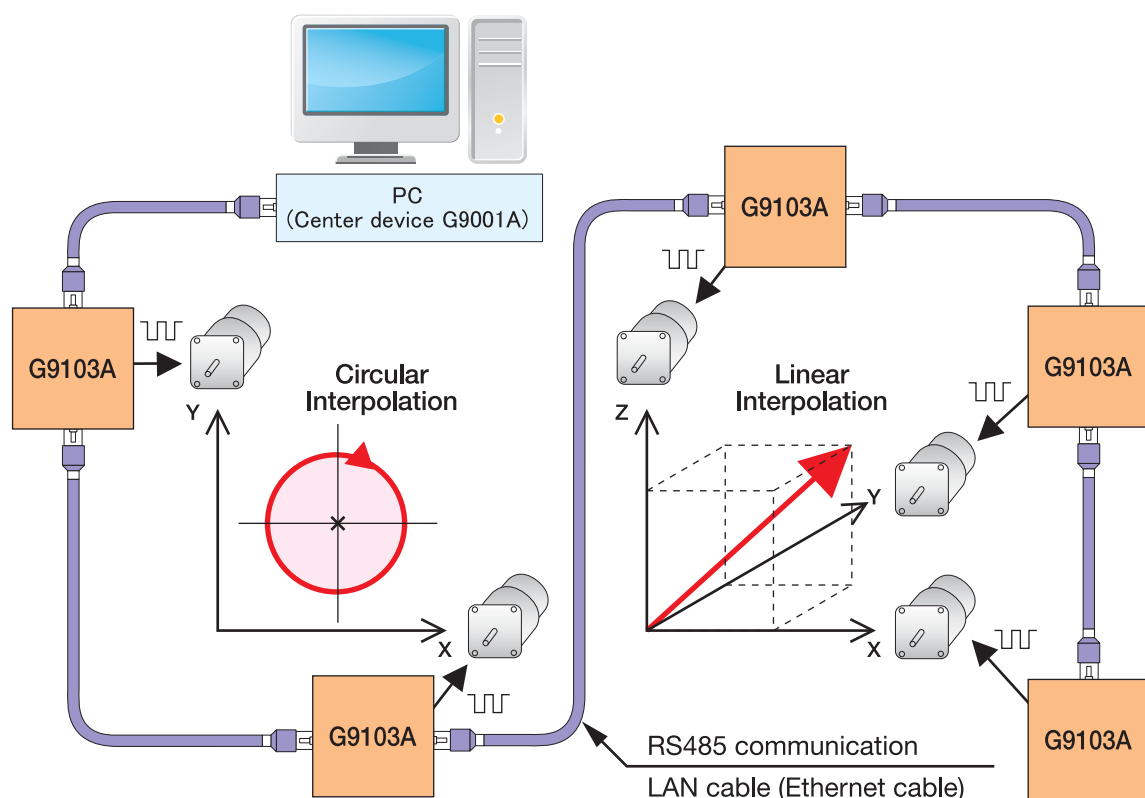 PC
(Center device G9001A)
G9103A
G9103A
G9103A
Circular
Interpolation
Linear
Interpolation
Y
Z
Y
X
X
G9103A
G9103A
RS485 communication
LAN cable (Ethernet cable)